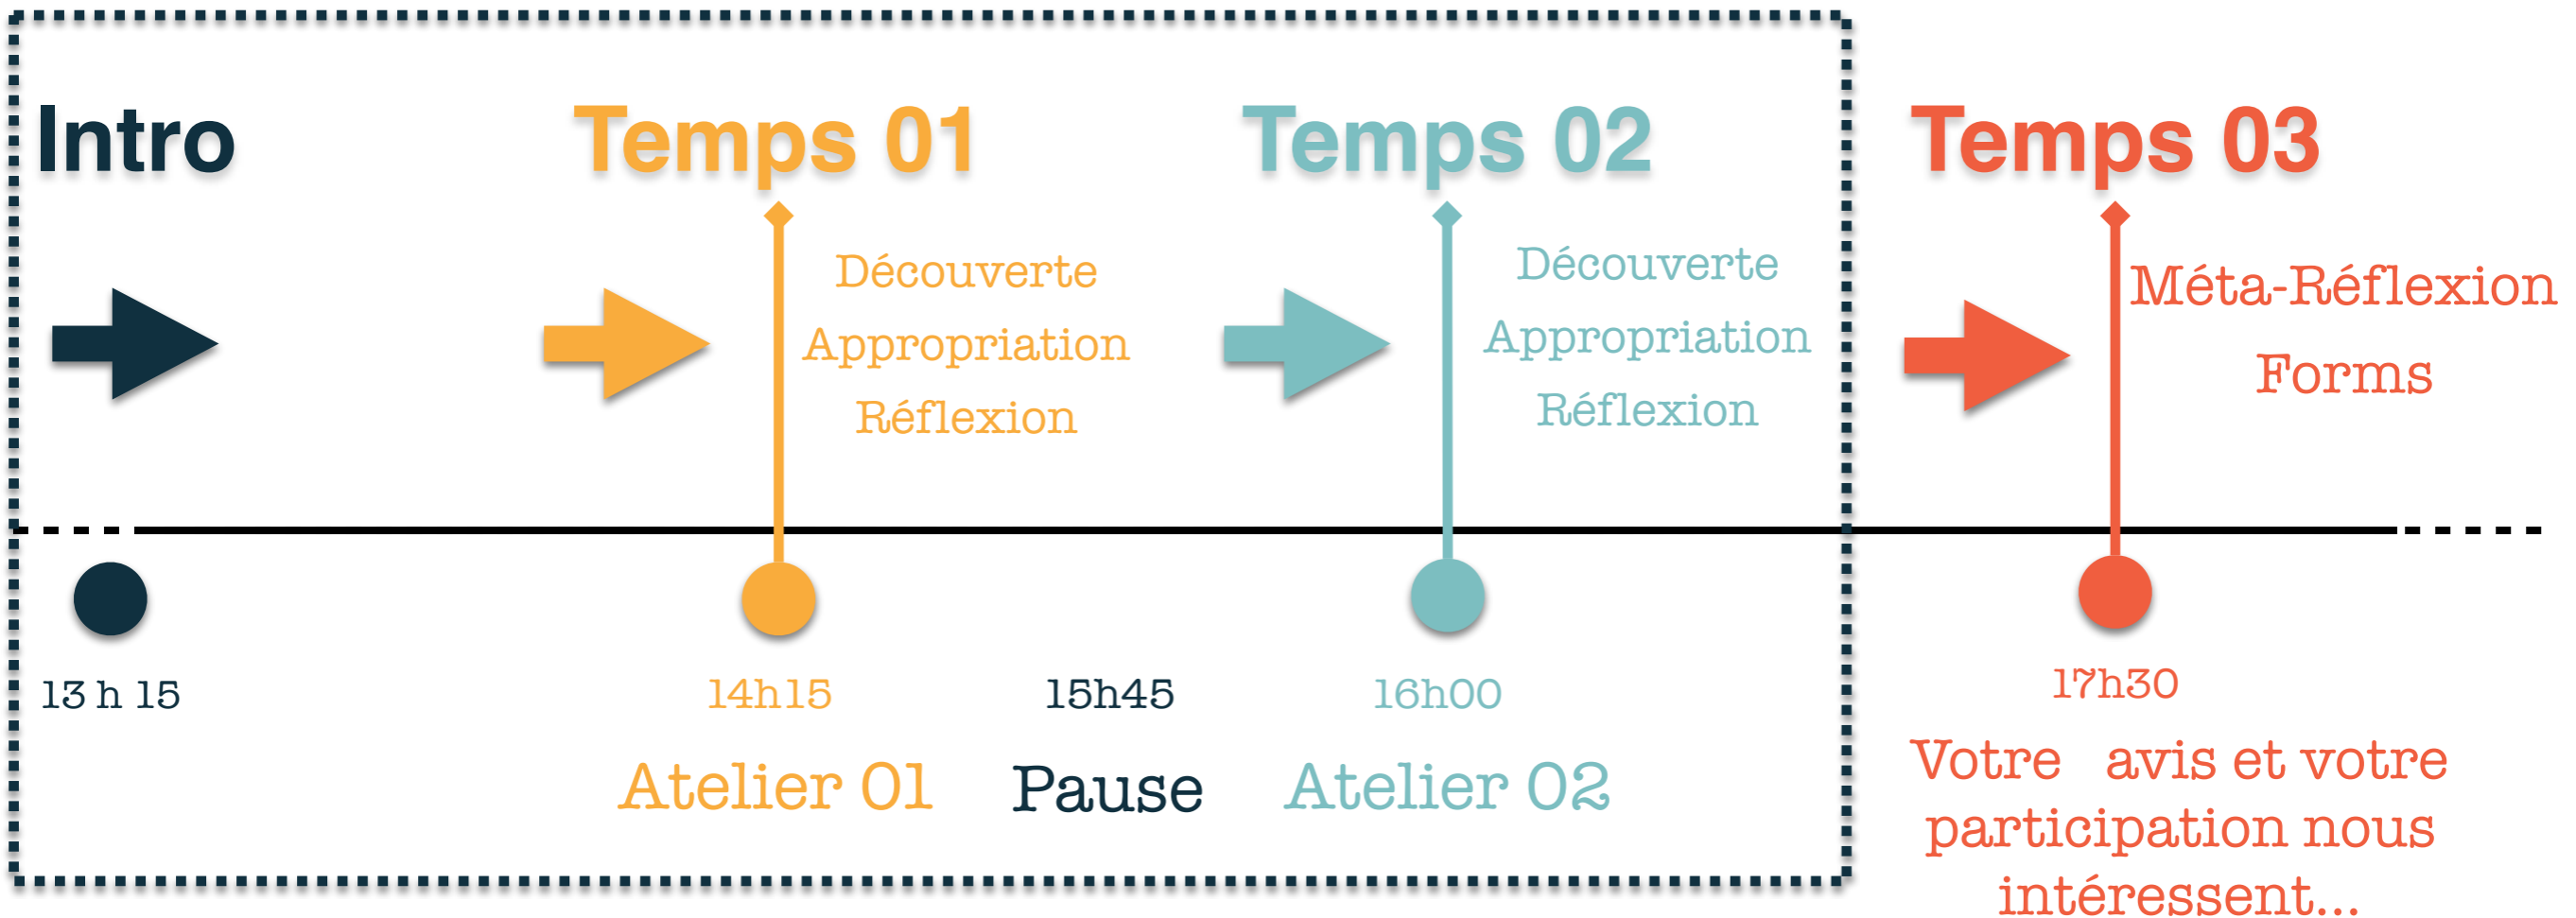 Intro
Temps 01
Temps 02
Temps 03
Découverte
Appropriation
Réflexion
Découverte
Appropriation
Réflexion
Méta-Réflexion
Forms
13 h 15
14h15
15h45
16h00
17h30
Atelier 01
Pause
Atelier 02
Votre avis et votre
participation nous
intéressent...